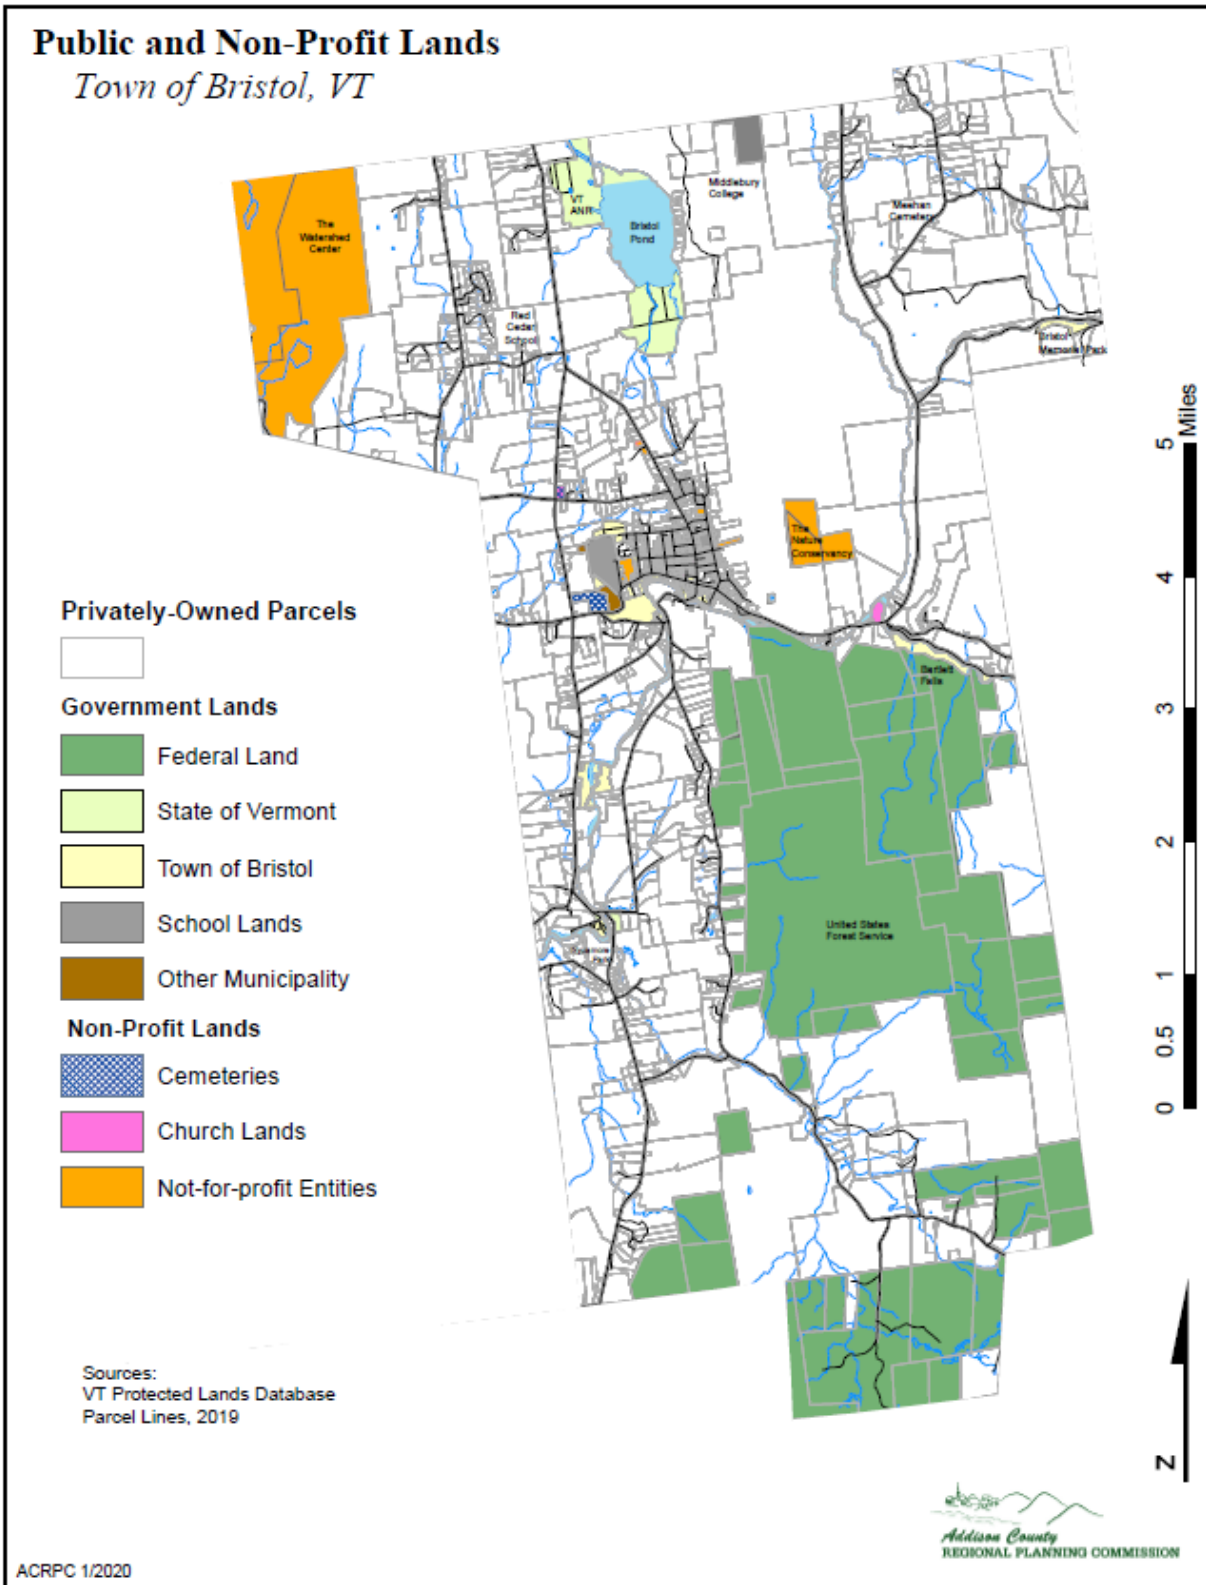 Public and Non-Profit Lands
Town of Bristol, VT
Middlebury
College
VT
ANR
Meehan
Cemetery
The
Watershed
Center
Bristol
Pond
Red
Cedar
School
Bristol
Memorial Park
Miles
5
4
3
2
1
0.5
0
The
Nature
Conservancy
Privately-Owned Parcels
Government Lands
Federal Land
State of Vermont
Town of Bristol
School Lands
Other Municipality
Non-Profit Lands
Cemeteries
Church Lands
Not-for-profit Entities
Bartlett
Falls
United States
Forest Service
Park
Sources:
VT Protected Lands Database
Parcel Lines, 2019
N
Addison County
REGIONAL PLANNING COMMISSION
ACRPC 1/2020